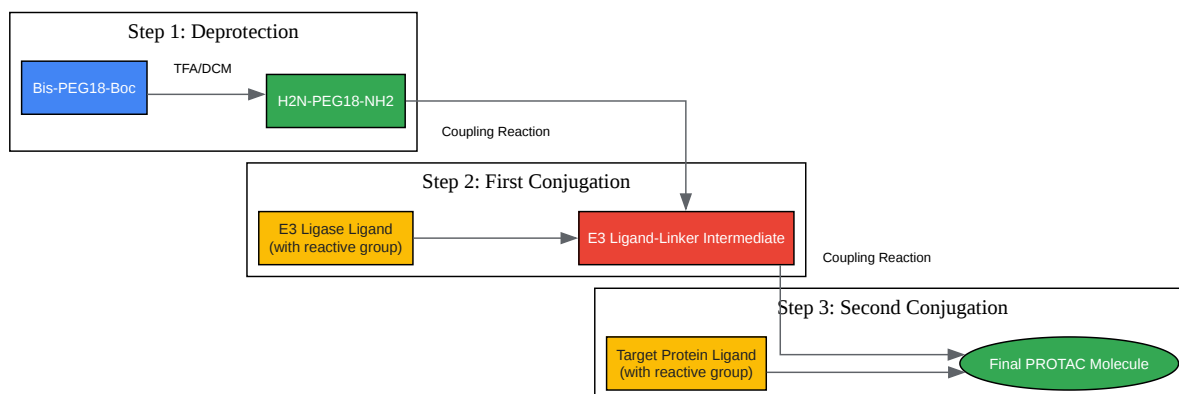 Step 1: Deprotection
Bis-PEG18-Boc
TFA/DCM
H2N-PEG18-NH2
Coupling Reaction
Step 2: First Conjugation
E3 Ligase Ligand
(with reactive group)
E3 Ligand-Linker Intermediate
Coupling Reaction
Step 3: Second Conjugation
Target Protein Ligand
(with reactive group)
Final PROTAC Molecule